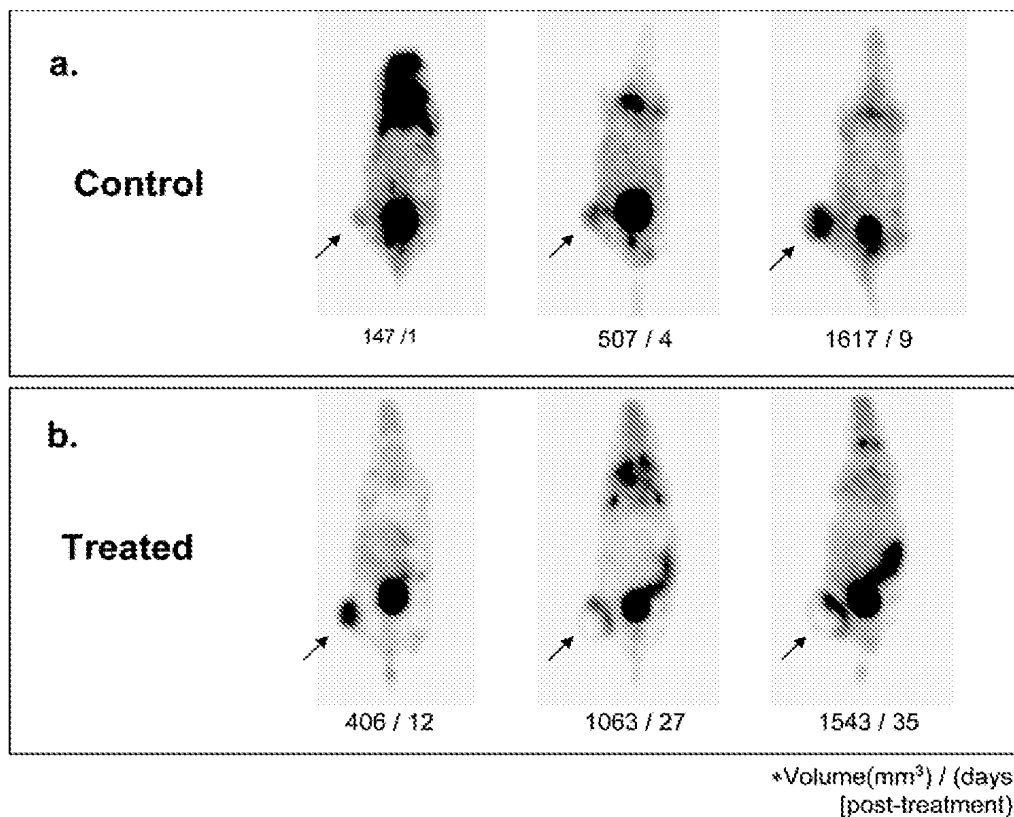 a.
Control
147 /1
507 / 4
1617 / 9
b.
Treated
406 / 12
1063 / 27
1543 / 35
*Volume(mm³) / (days
[post-treatment)